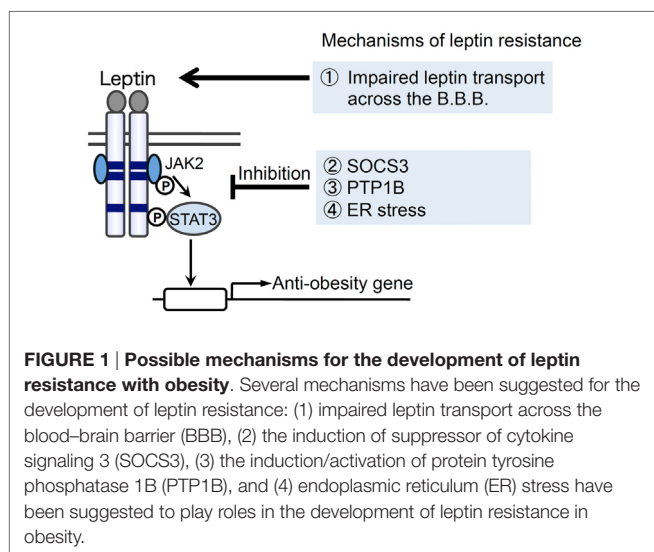 Mechanisms of leptin resistance
Leptin
① Impaired leptin transport
across the B.B.B.
JAK2
P
Inhibition
② SOCS3
③ PTP1B
④ ER stress
P
STAT3
Anti-obesity gene
FIGURE 1 | Possible mechanisms for the development of leptin
resistance with obesity. Several mechanisms have been suggested for the
development of leptin resistance: (1) impaired leptin transport across the
blood–brain barrier (BBB), (2) the induction of suppressor of cytokine
signaling 3 (SOCS3), (3) the induction/activation of protein tyrosine
phosphatase 1B (PTP1B), and (4) endoplasmic reticulum (ER) stress have
been suggested to play roles in the development of leptin resistance in
obesity.